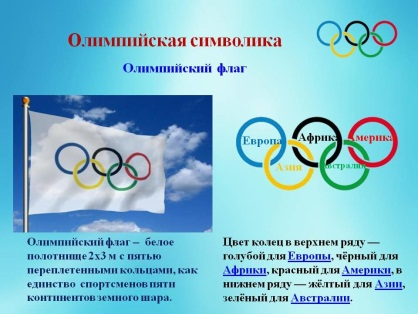 Олимпийская символика
Олимпийский флаг
Европа
Африка
Америка
Азия
Австралия
Олимпийский флаг – белое
полотнище 2х3 м с пятью
переплетенными кольцами, как
единство спортсменов пяти
континентов земного шара.
Цвет колец в верхнем ряду —
голубой для Европы, чёрный для
Африки, красный для Америки, в
нижнем ряду — жёлтый для Азии,
зелёный для Австралии.